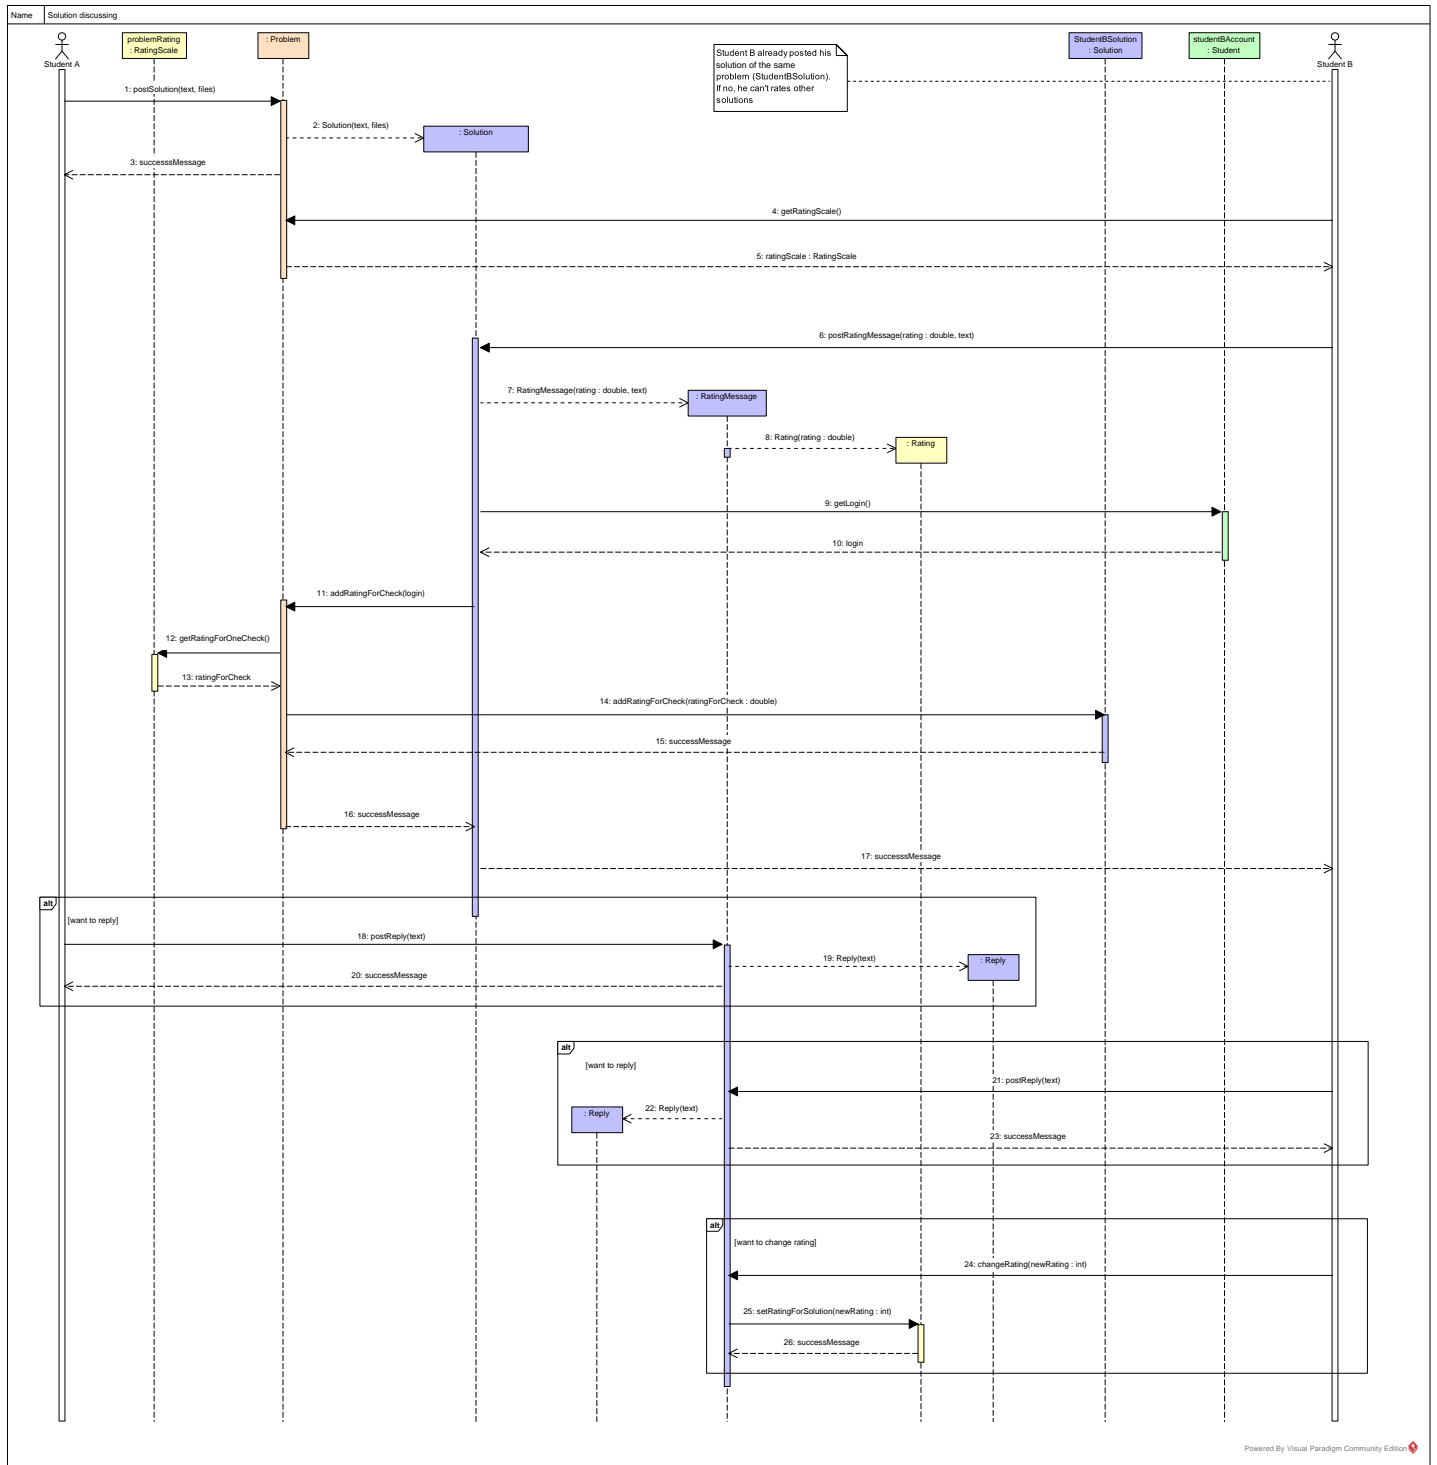 Name Solution discussing
Student A
problemRating
: RatingScale
: Problem
Student B already posted his
solution of the same
problem (StudentBSolution).
If no, he can't rates other
solutions
StudentBSolution
: Solution
studentBAccount
: Student
Student B
1: postSolution(text, files)
2: Solution(text, files)
: Solution
3: successsMessage
4: getRatingScale()
5: ratingScale : RatingScale
6: postRatingMessage(rating : double, text)
7: RatingMessage(rating : double, text)
: RatingMessage
8: Rating(rating : double)
: Rating
9: getLogin()
10: login
11: addRatingForCheck(login)
12: getRatingForOneCheck()
13: ratingForCheck
14: addRatingForCheck(ratingForCheck : double)
15: successMessage
16: successMessage
17: successsMessage
alt
[want to reply]
18: postReply(text)
19: Reply(text)
: Reply
20: successMessage
alt
[want to reply]
21: postReply(text)
22: Reply(text)
: Reply
23: successMessage
alt
[want to change rating]
24: changeRating(newRating : int)
25: setRatingForSolution(newRating : int)
26: successMessage
Powered By Visual Paradigm Community Edition